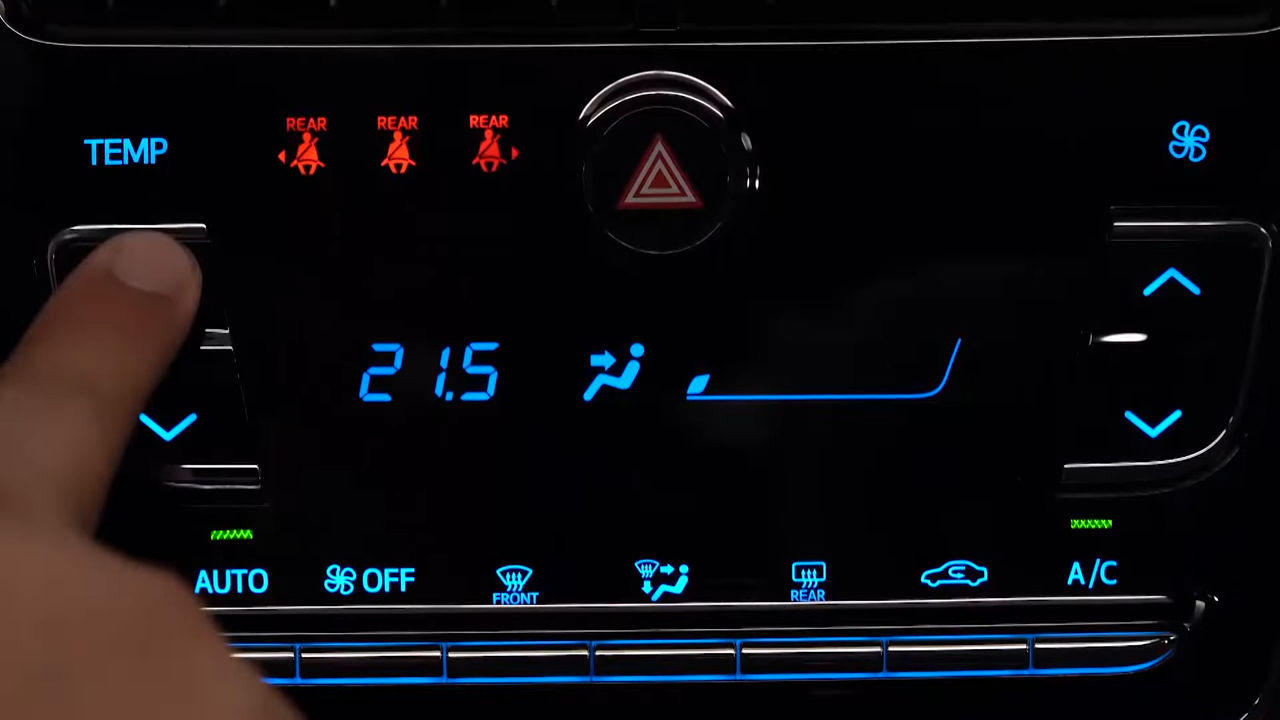 REAR REAR REAR
TEMP
21.5
AUTO OFF FRONT REAR A/C